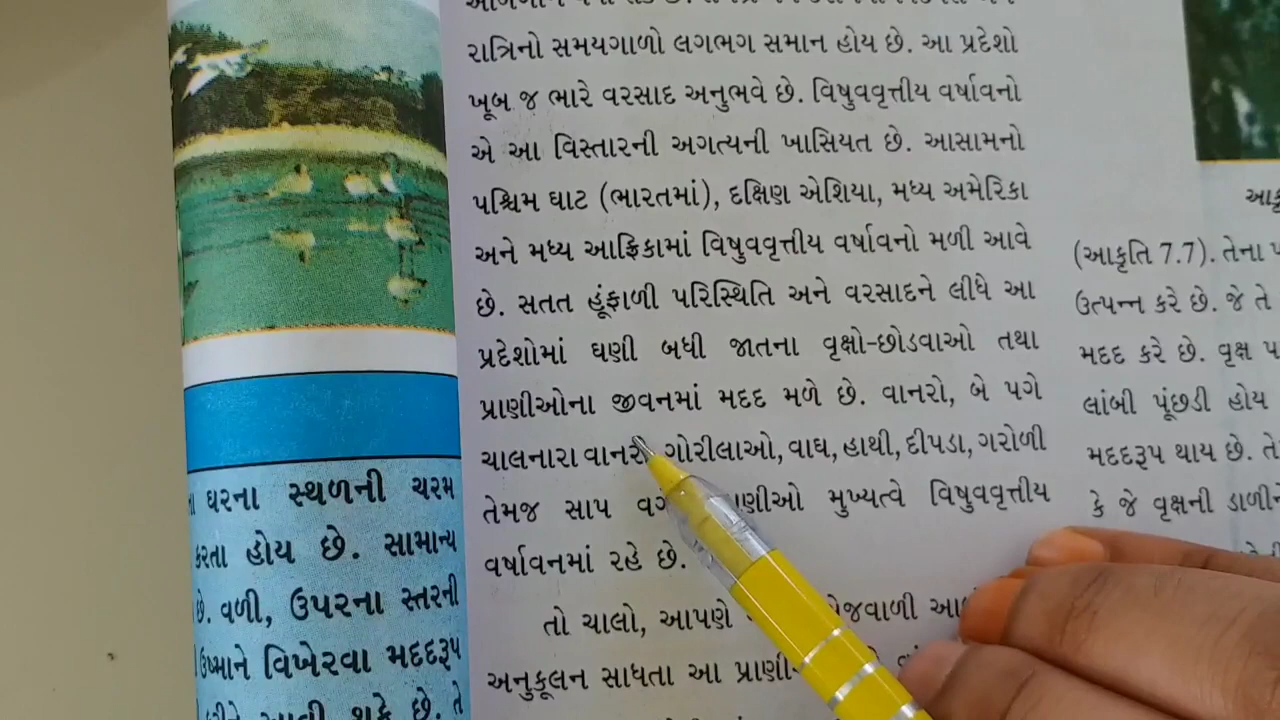 રાત્રિનો સમયગાળો લગભગ સમાન હોય છે. આ પ્રદેશો
ખૂબ જ ભારે વરસાદ અનુભવે છે. વિષુવવૃત્તીય વર્ષાવનો
એ આ વિસ્તારની અગત્યની ખાસિયત છે. આસામનો
પશ્ચિમ ઘાટ (ભારતમાં), દક્ષિણ એશિયા, મધ્ય અમેરિકા
અને મધ્ય આફ્રિકામાં વિષુવવૃત્તીય વર્ષાવનો મળી આવે
છે. સતત હૂંફાળી પરિસ્થિતિ અને વરસાદને લીધે આ
પ્રદેશોમાં ઘણી બધી જાતના વૃક્ષો-છોડવાઓ તથા
પ્રાણીઓના જીવનમાં મદદ મળે છે. વાનરો, બે પગે
ચાલનારા ગોરીલાઓ, વાઘ, હાથી, દીપડા, ગરોળી
તેમજ સાપ મુખ્યત્વે વિષુવવૃત્તીય
વર્ષાવનમાં રહે છે.
તો ચાલો, આપણે
અનુકૂલન સાધતા આ
ઘરના સ્થળની ચરમ
કરતા હોય છે. સામાન્ય
છે. વળી, ઉપરના સ્તરની
ઉષ્માને વિખેરવા મદદરૂપ
શકે છે. તે
(આકૃતિ 7.7). તેના
ઉત્પન્ન કરે છે. જે તે
મદદ કરે છે. વૃક્ષ
લાંબી પૂંછડી હોય
મદદરૂપ થાય છે.
કે જે વૃક્ષની